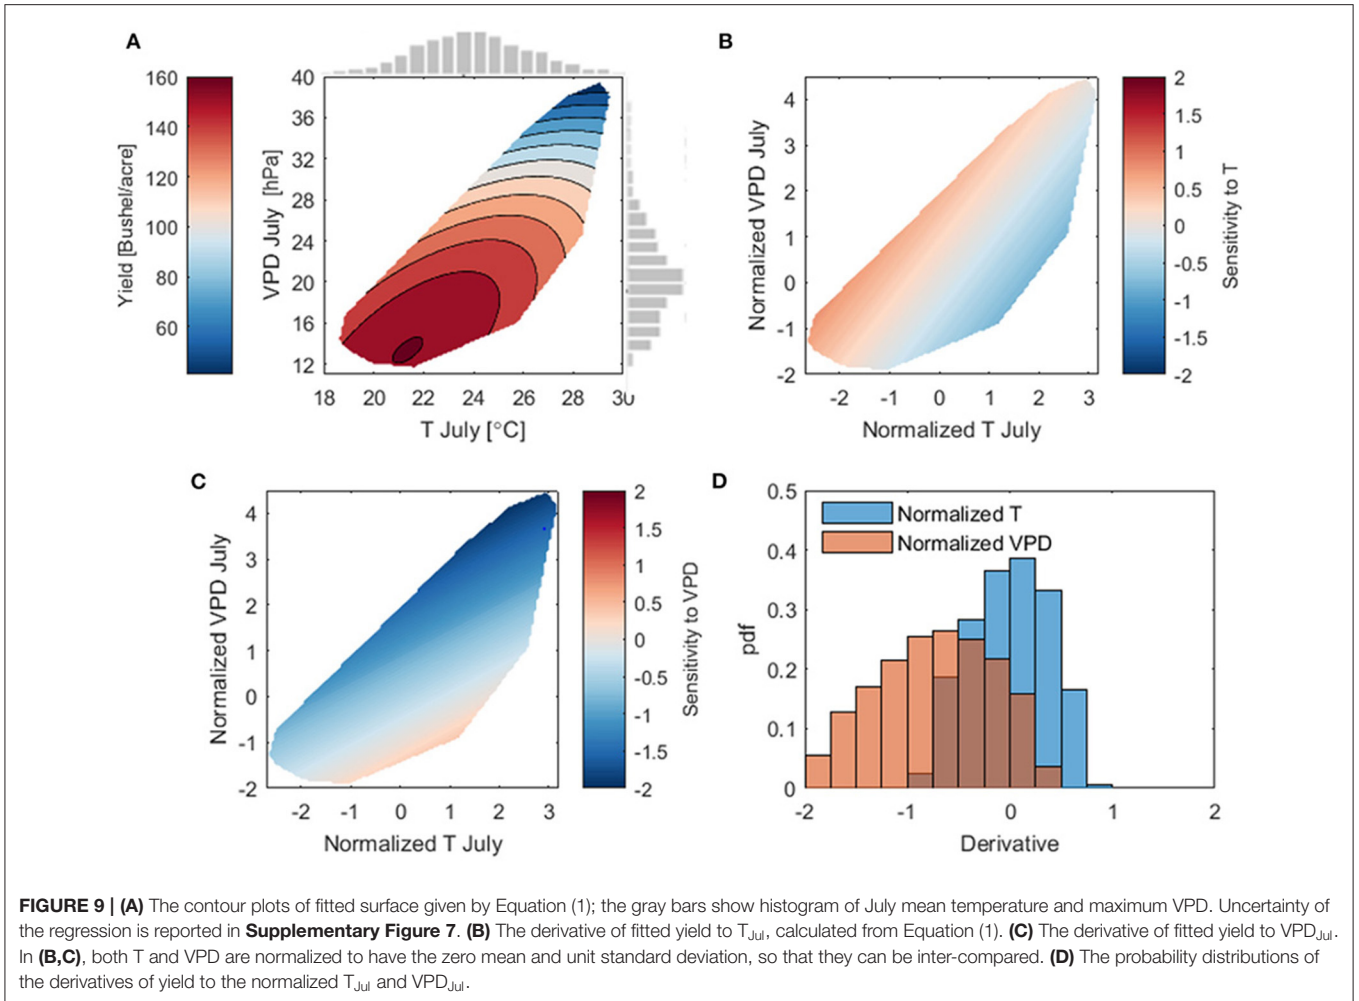 A
160
140
120
100
80
60
Yield [Bushel/acre]
40
36
32
28
24
20
16
12
VPD July [hPa]
18 20 22 24 26 28 30
T July [°C]
B
4
3
2
1
0
-1
-2
Normalized VPD July
-2 -1 0 1 2 3
Normalized T July
2
1.5
1
0.5
0
-0.5
-1
-1.5
-2
Sensitivity to T
C
4
3
2
1
0
-1
-2
Normalized VPD July
-2 -1 0 1 2 3
Normalized T July
2
1.5
1
0.5
0
-0.5
-1
-1.5
-2
Sensitivity to VPD
D
0.5
0.4
0.3
0.2
0.1
0
pdf
Normalized T
Normalized VPD
-2 -1 0 1 2
Derivative
FIGURE 9 | (A) The contour plots of fitted surface given by Equation (1); the gray bars show histogram of July mean temperature and maximum VPD. Uncertainty of
the regression is reported in Supplementary Figure 7. (B) The derivative of fitted yield to TJul, calculated from Equation (1). (C) The derivative of fitted yield to VPDJul.
In (B,C), both T and VPD are normalized to have the zero mean and unit standard deviation, so that they can be inter-compared. (D) The probability distributions of
the derivatives of yield to the normalized TJul and VPDJul.